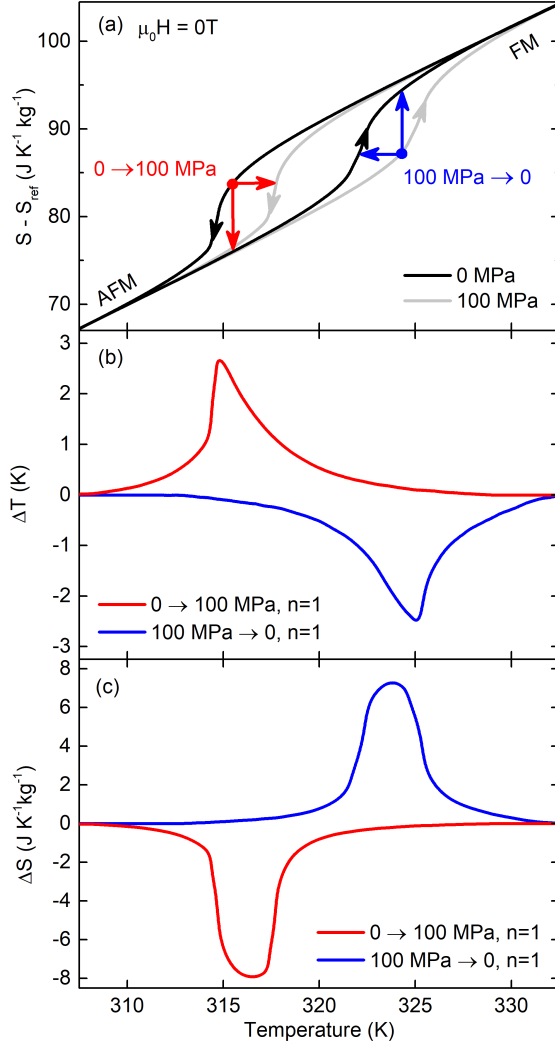 (a) μ₀H = 0T
FM
0 → 100 MPa
100 MPa → 0
AFM
0 MPa
100 MPa
S - S_ref (J K⁻¹ kg⁻¹)
100
90
80
70
(b)
ΔT (K)
3
2
1
0
-1
-2
-3
0 → 100 MPa, n=1
100 MPa → 0, n=1
(c)
ΔS (J K⁻¹kg⁻¹)
8
6
4
2
0
-2
-4
-6
-8
0 → 100 MPa, n=1
100 MPa → 0, n=1
310 315 320 325 330
Temperature (K)